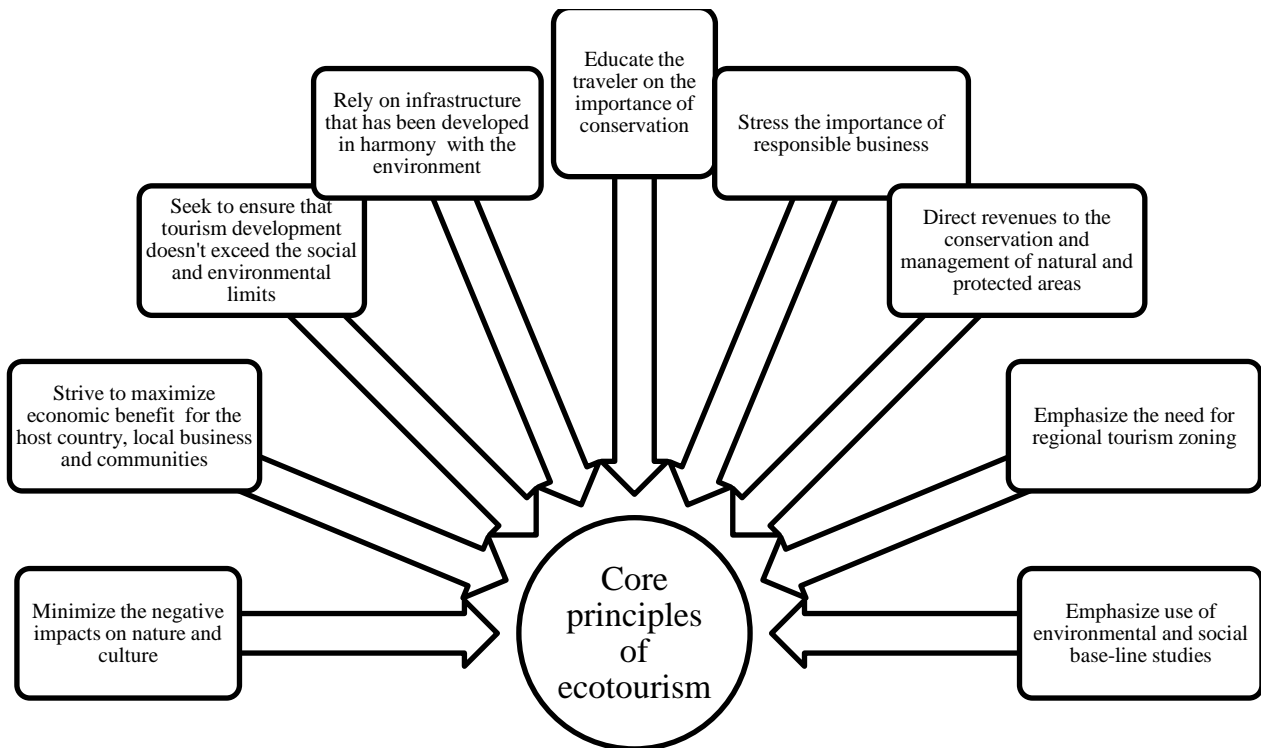 Minimize the negative
impacts on nature and
culture
Strive to maximize
economic benefit for the
host country, local business
and communities
Seek to ensure that
tourism development
doesn't exceed the social
and environmental
limits
Rely on infrastructure
that has been developed
in harmony with the
environment
Educate the
traveler on the
importance of
conservation
Stress the importance of
responsible business
Direct revenues to the
conservation and
management of natural and
protected areas
Emphasize the need for
regional tourism zoning
Emphasize use of
environmental and social
base-line studies
Core
principles
of
ecotourism